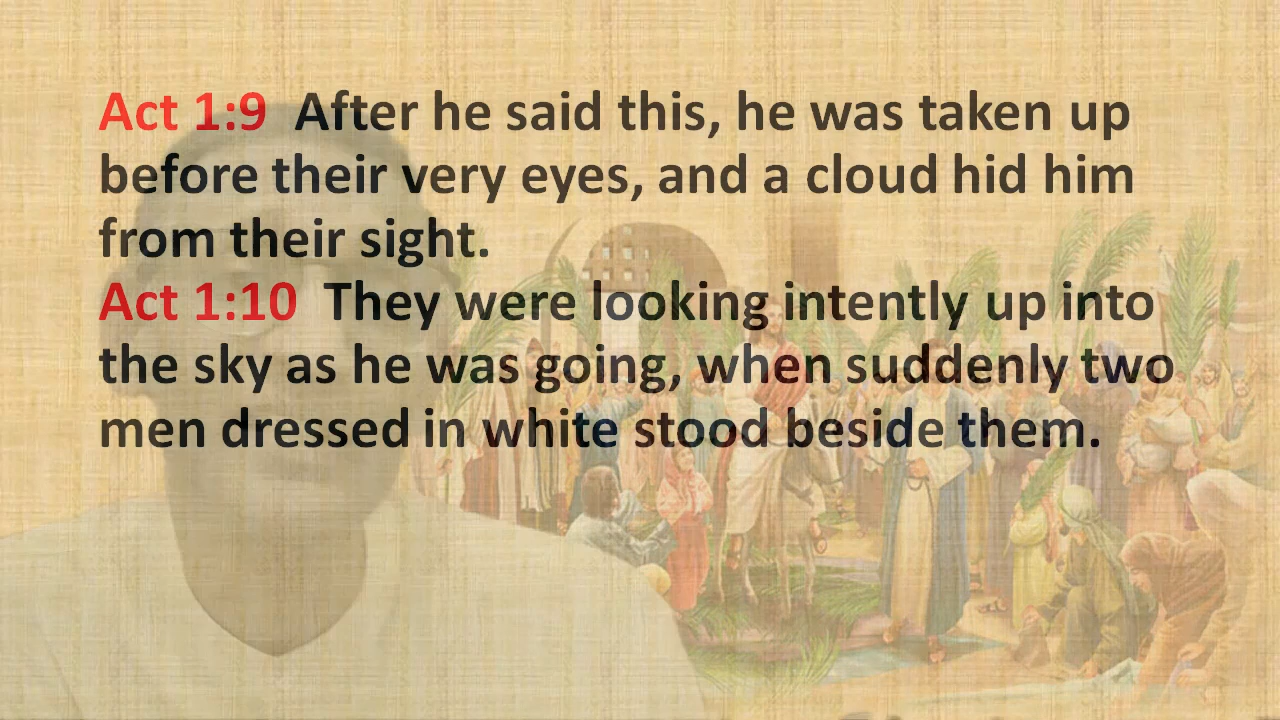 Act 1:9  After he said this, he was taken up
before their very eyes, and a cloud hid him
from their sight.
Act 1:10  They were looking intently up into
the sky as he was going, when suddenly two
men dressed in white stood beside them.